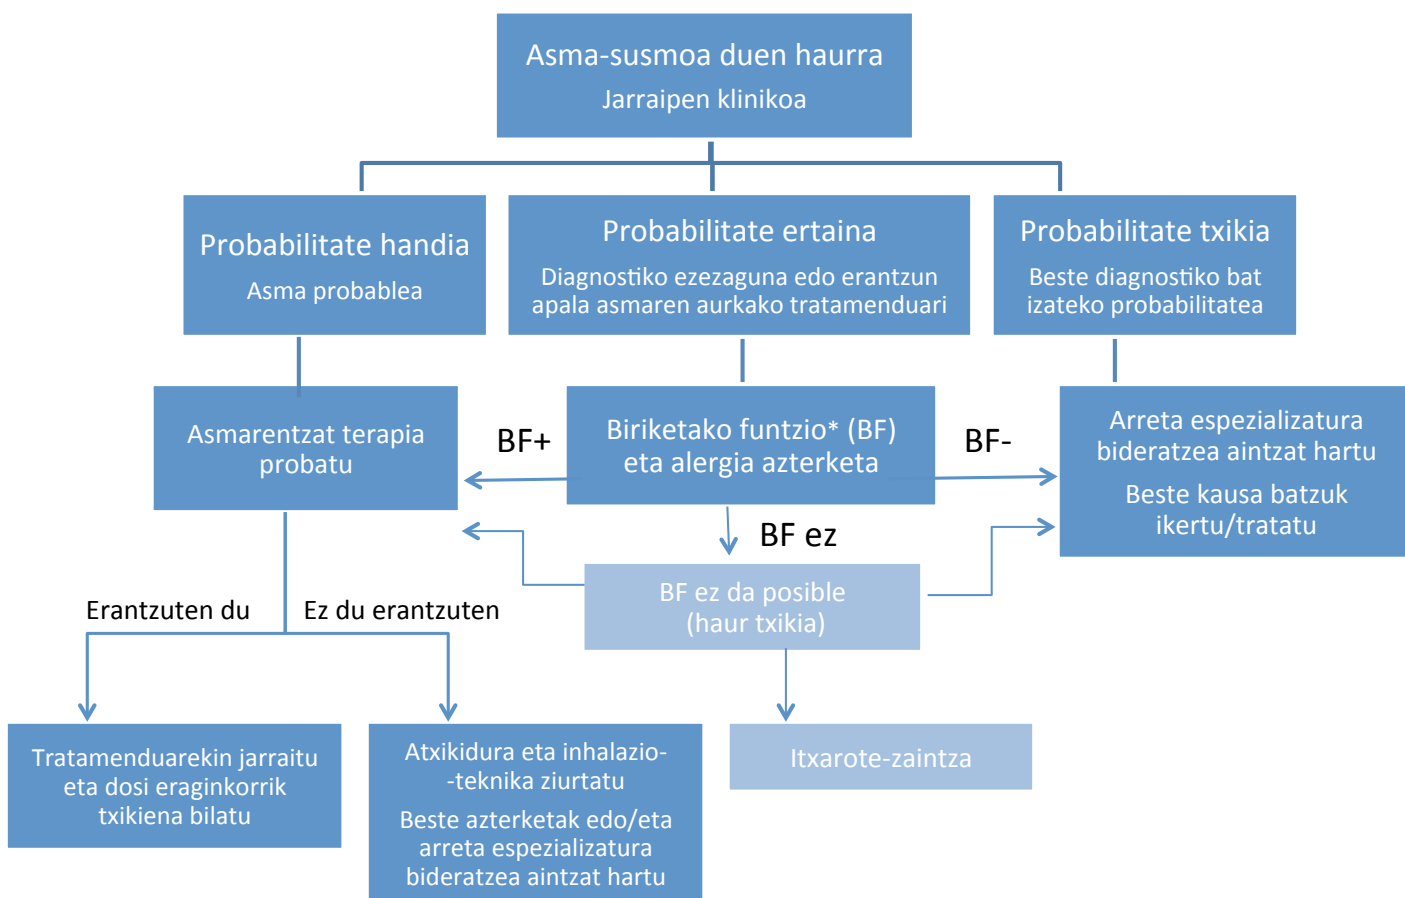 Asma-susmoa duen haurra
Jarraipen klinikoa
Probabilitate handia
Asma probablea
Probabilitate ertaina
Diagnostiko ezezaguna edo erantzun
apala asmaren aurkako tratamenduari
Probabilitate txikia
Beste diagnostiko bat
izateko probabilitatea
Asmarentzat terapia
probatu
BF+
Biriketako funtzio* (BF)
eta alergia azterketa
BF-
Arreta espezializatura
bideratzea aintzat hartu
Beste kausa batzuk
ikertu/tratatu
BF ez
BF ez da posible
(haur txikia)
Erantzuten du
Ez du erantzuten
Tratamenduarekin jarraitu
eta dosi eraginkorrik
txikiena bilatu
Atxikidura eta inhalazio-
-teknika ziurtatu
Beste azterketak edo/eta
arreta espezializatura
bideratzea aintzat hartu
Itxarote-zaintza